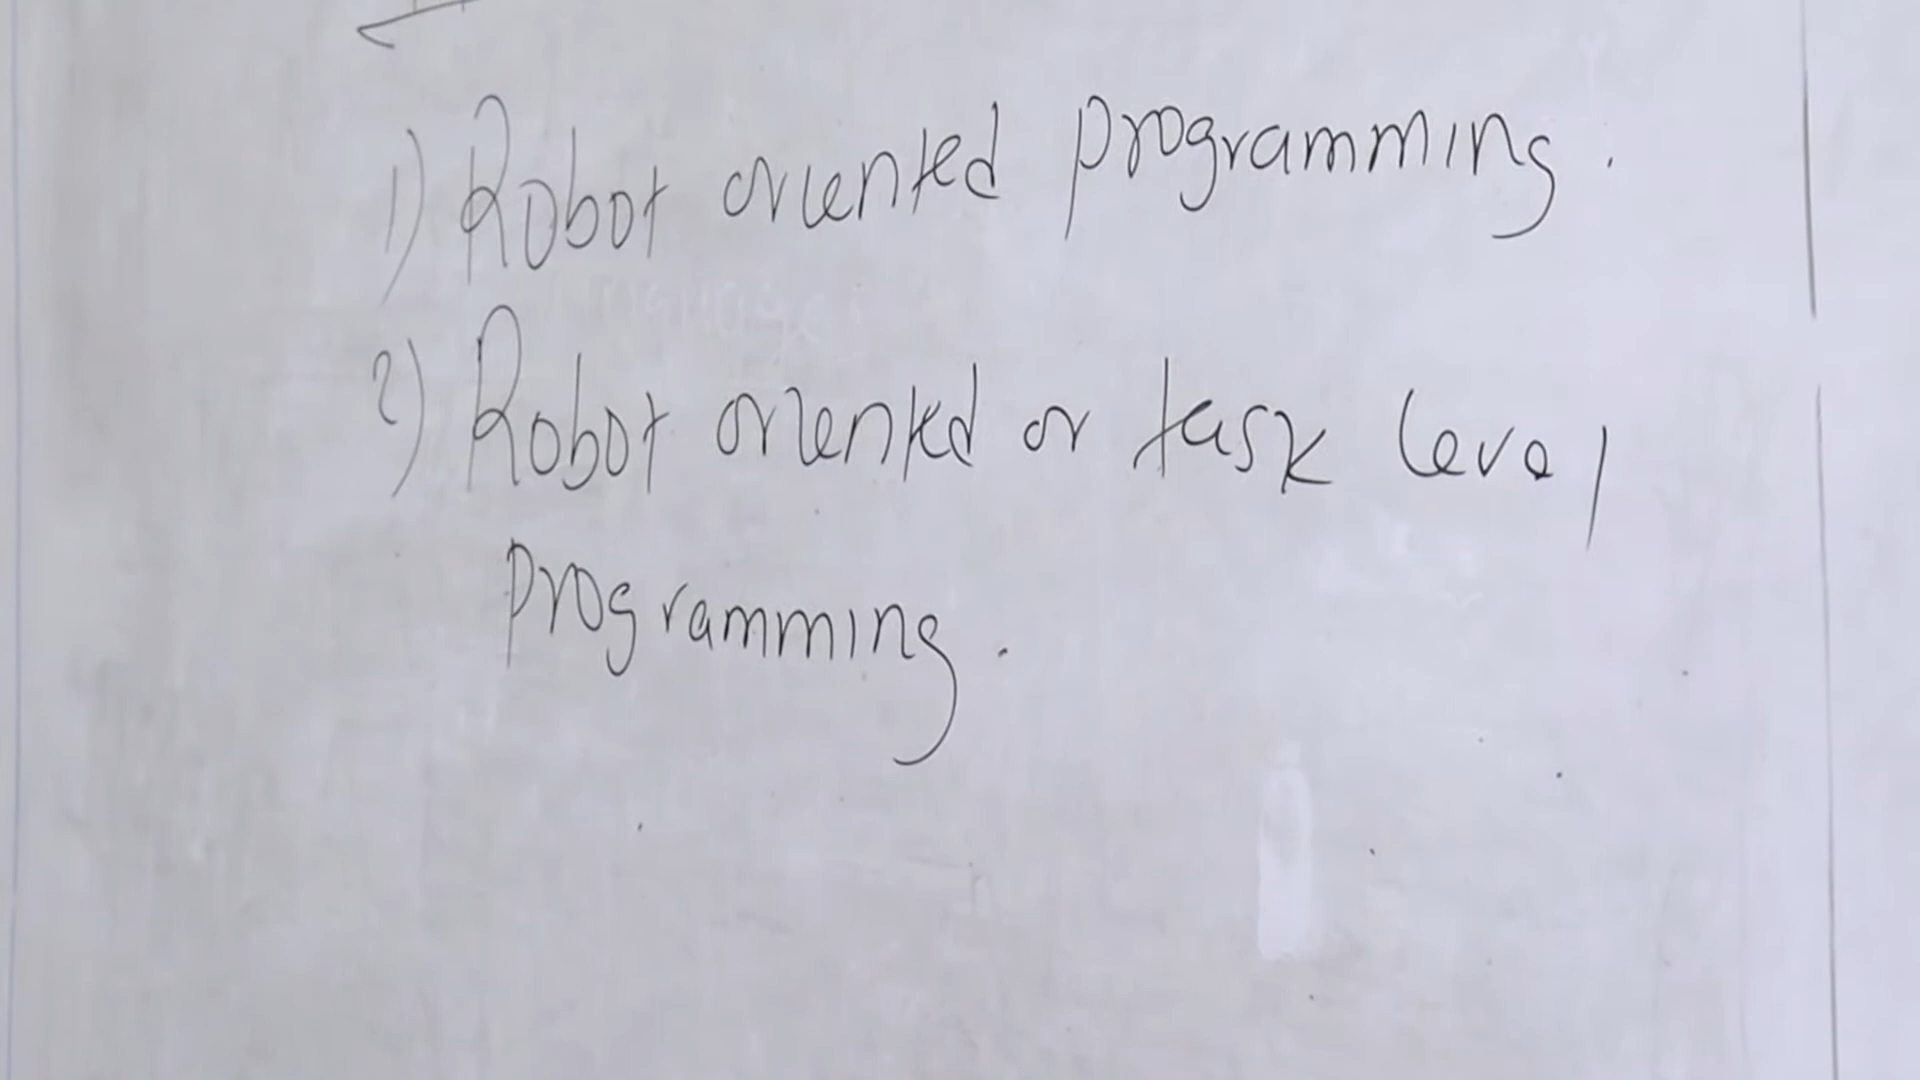 1) Robot oriented programming.
2) Robot oriented or task level
programming.